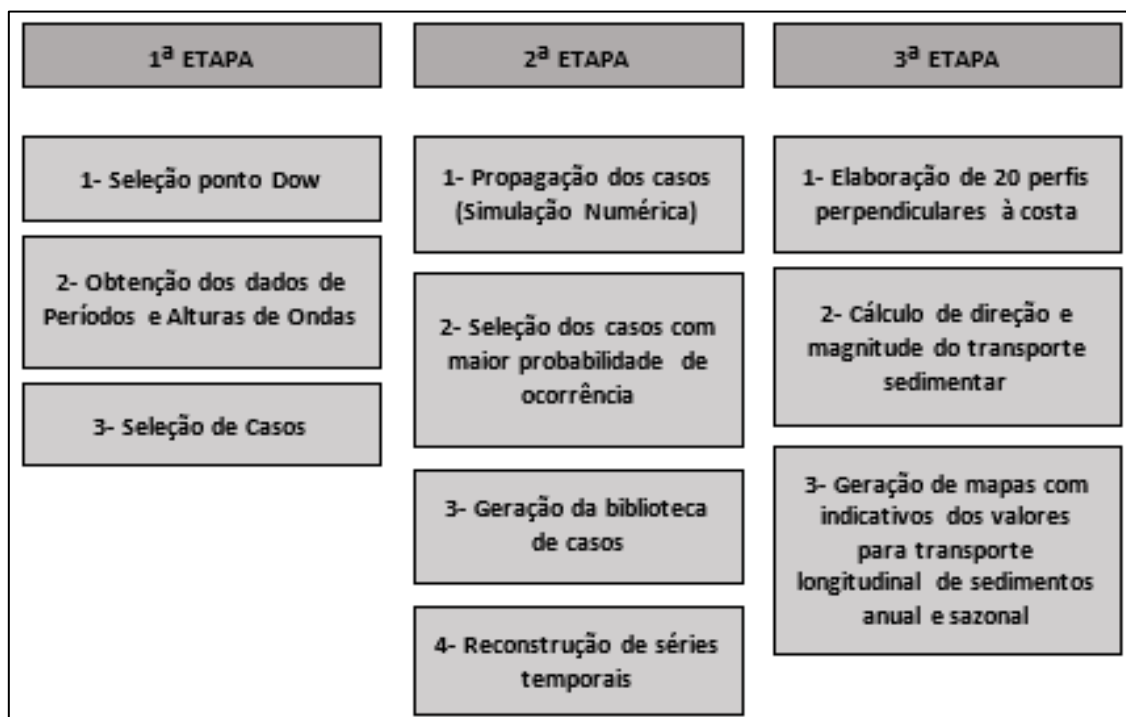 1ª ETAPA
1- Seleção ponto Dow
2- Obtenção dos dados de
Períodos e Alturas de Ondas
3- Seleção de Casos
2ª ETAPA
1- Propagação dos casos
(Simulação Numérica)
2- Seleção dos casos com
maior probabilidade de
ocorrência
3- Geração da biblioteca
de casos
4- Reconstrução de séries
temporais
3ª ETAPA
1- Elaboração de 20 perfis
perpendiculares à costa
2- Cálculo de direção e
magnitude do transporte
sedimentar
3- Geração de mapas com
indicativos dos valores
para transporte
longitudinal de sedimentos
anual e sazonal